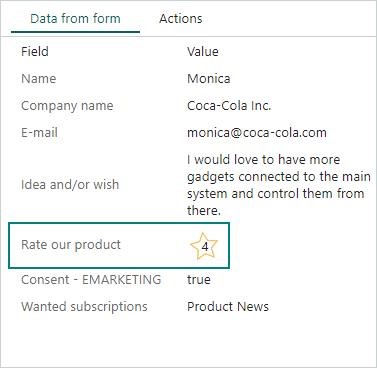 Data from form Actions
Field Value
Name Monica
Company name Coca-Cola Inc.
E-mail monica@coca-cola.com
Idea and/or wish I would love to have more
gadgets connected to the main
system and control them from
there.
Rate our product 4
Consent - EMARKETING true
Wanted subscriptions Product News